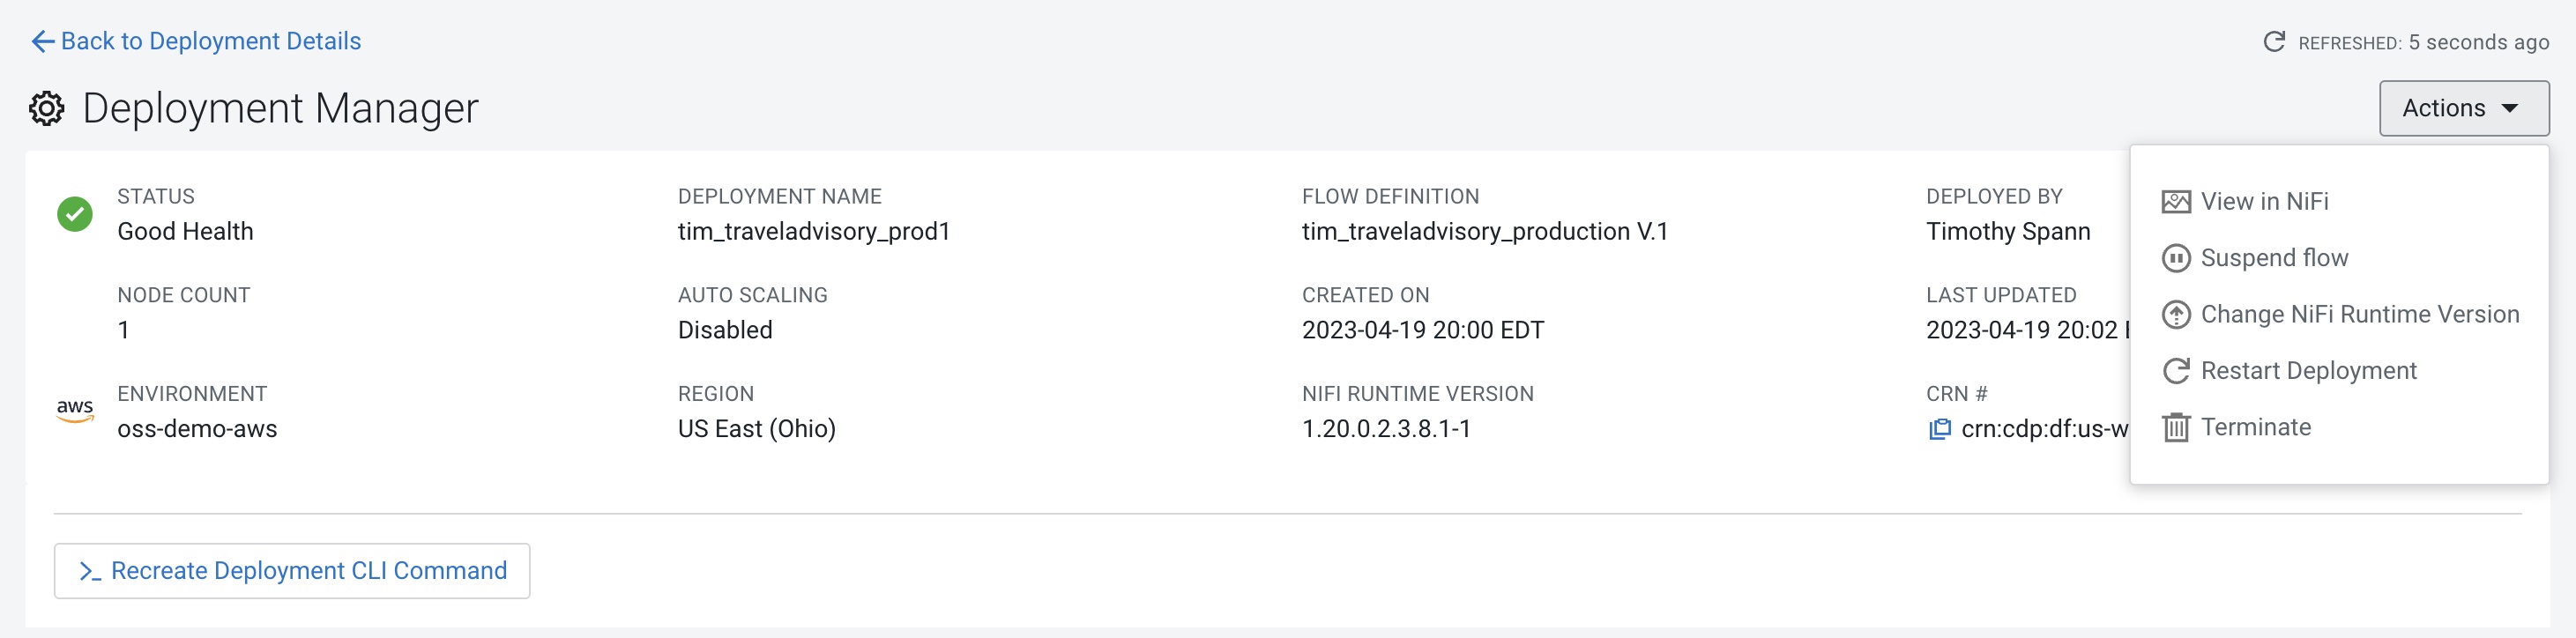 Back to Deployment Details
REFRESHED: 5 seconds ago
Deployment Manager
Actions
STATUS
Good Health
DEPLOYMENT NAME
tim_traveladvisory_prod1
FLOW DEFINITION
tim_traveladvisory_production V.1
DEPLOYED BY
Timothy Spann
NODE COUNT
1
AUTO SCALING
Disabled
CREATED ON
2023-04-19 20:00 EDT
LAST UPDATED
2023-04-19 20:02
aws
ENVIRONMENT
oss-demo-aws
REGION
US East (Ohio)
NIFI RUNTIME VERSION
1.20.0.2.3.8.1-1
CRN #
crn:cdp:df:us-w
View in NiFi
Suspend flow
Change NiFi Runtime Version
Restart Deployment
Terminate
>_ Recreate Deployment CLI Command